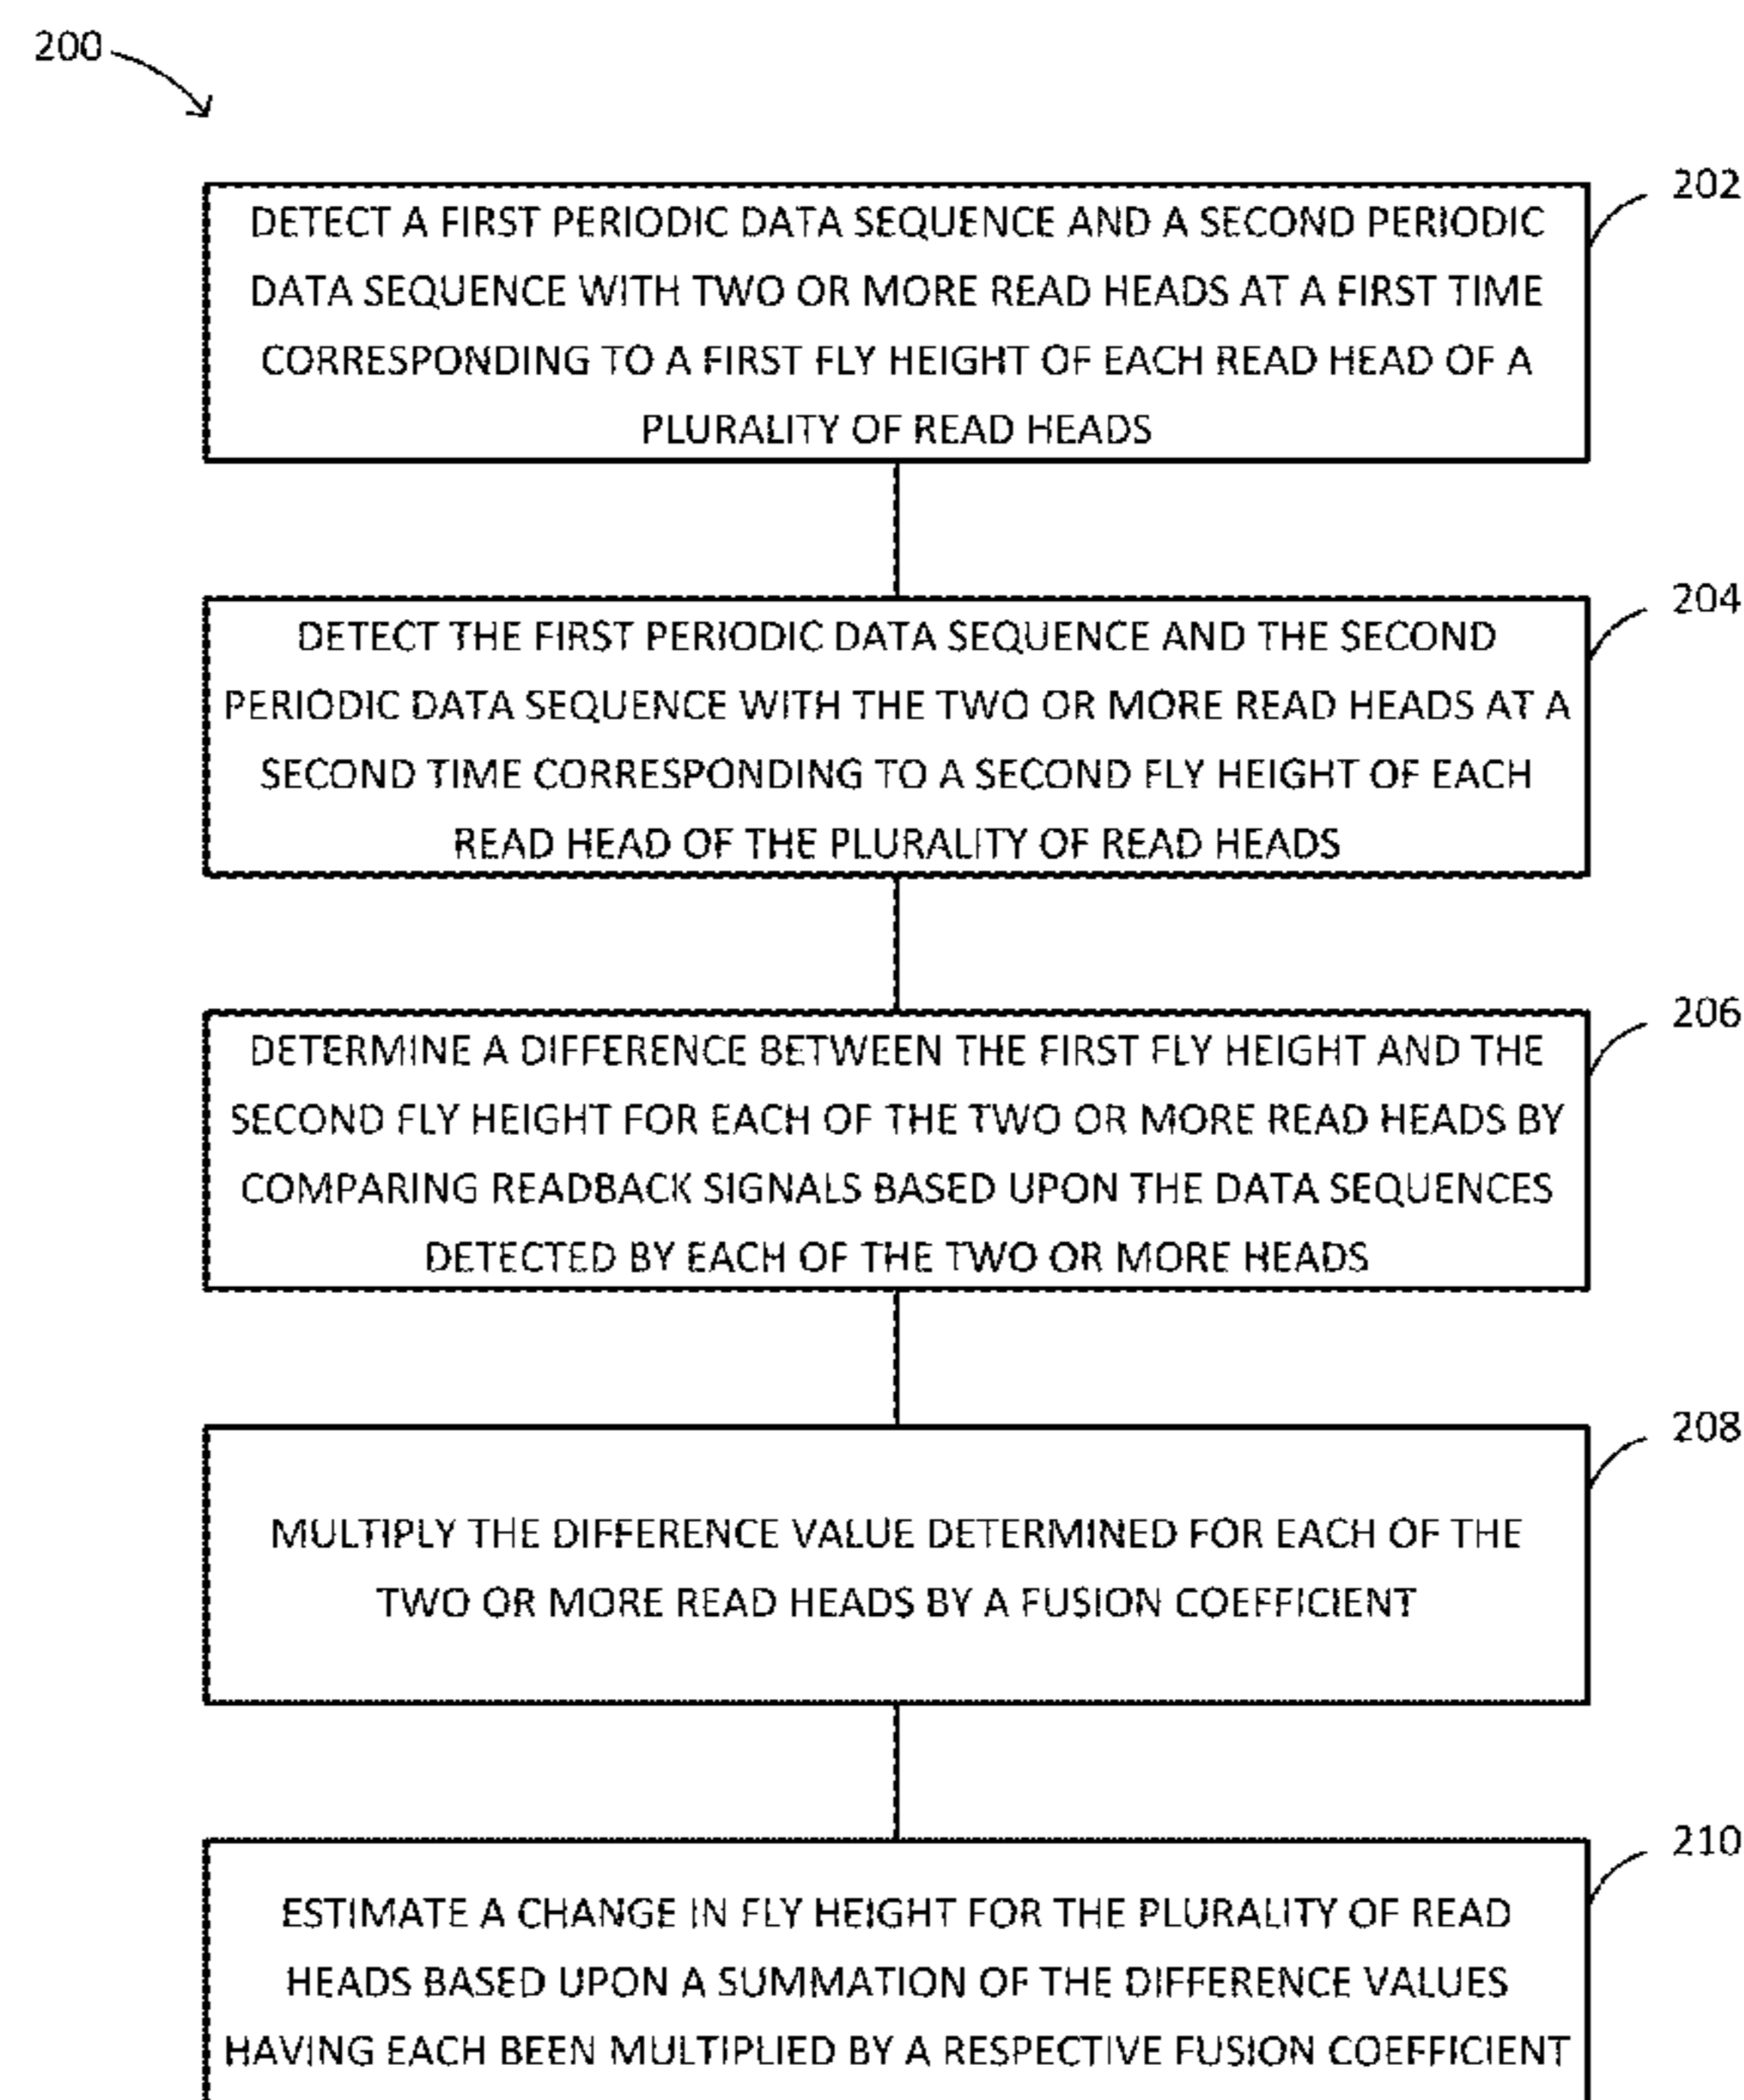 200
202
DETECT A FIRST PERIODIC DATA SEQUENCE AND A SECOND PERIODIC
DATA SEQUENCE WITH TWO OR MORE READ HEADS AT A FIRST TIME
CORRESPONDING TO A FIRST FLY HEIGHT OF EACH READ HEAD OF A
PLURALITY OF READ HEADS
204
DETECT THE FIRST PERIODIC DATA SEQUENCE AND THE SECOND
PERIODIC DATA SEQUENCE WITH THE TWO OR MORE READ HEADS AT A
SECOND TIME CORRESPONDING TO A SECOND FLY HEIGHT OF EACH
READ HEAD OF THE PLURALITY OF READ HEADS
206
DETERMINE A DIFFERENCE BETWEEN THE FIRST FLY HEIGHT AND THE
SECOND FLY HEIGHT FOR EACH OF THE TWO OR MORE READ HEADS BY
COMPARING READBACK SIGNALS BASED UPON THE DATA SEQUENCES
DETECTED BY EACH OF THE TWO OR MORE HEADS
208
MULTIPLY THE DIFFERENCE VALUE DETERMINED FOR EACH OF THE
TWO OR MORE READ HEADS BY A FUSION COEFFICIENT
210
ESTIMATE A CHANGE IN FLY HEIGHT FOR THE PLURALITY OF READ
HEADS BASED UPON A SUMMATION OF THE DIFFERENCE VALUES
HAVING EACH BEEN MULTIPLIED BY A RESPECTIVE FUSION COEFFICIENT